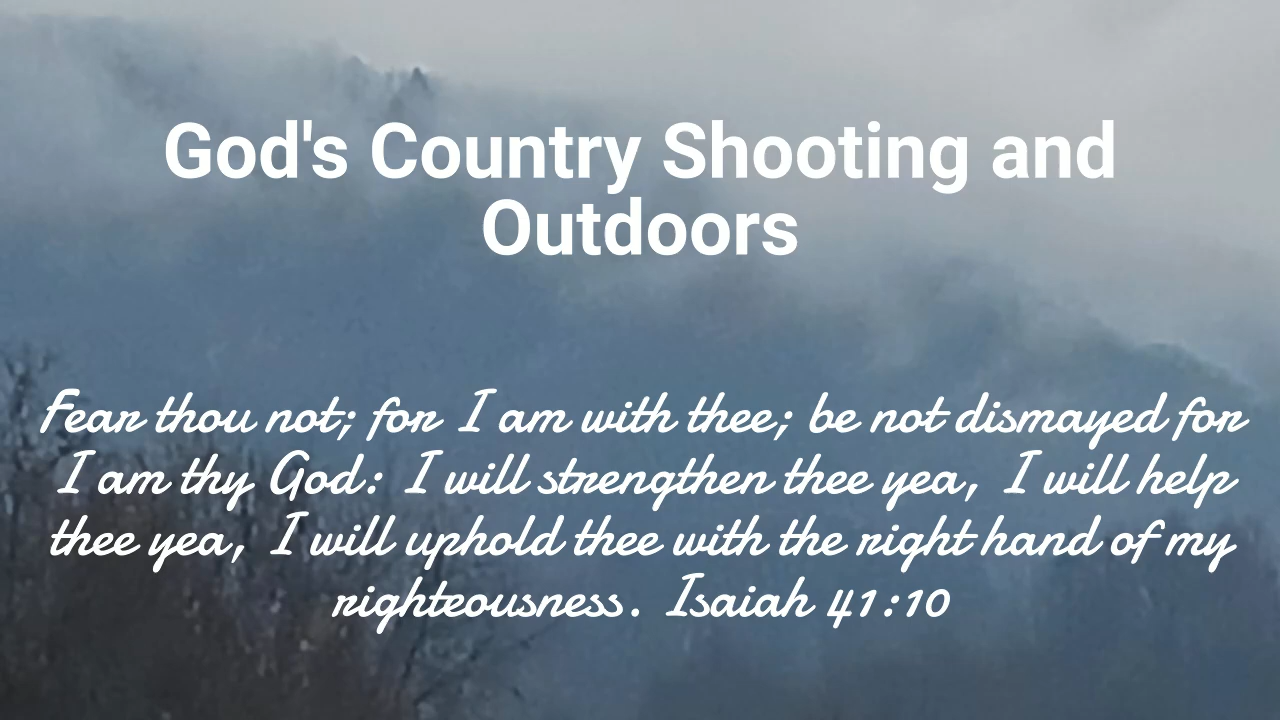 God's Country Shooting and
Outdoors
Fear thou not; for I am with thee; be not dismayed for
I am thy God: I will strengthen thee yea, I will help
thee yea, I will uphold thee with the right hand of my
righteousness. Isaiah 41:10